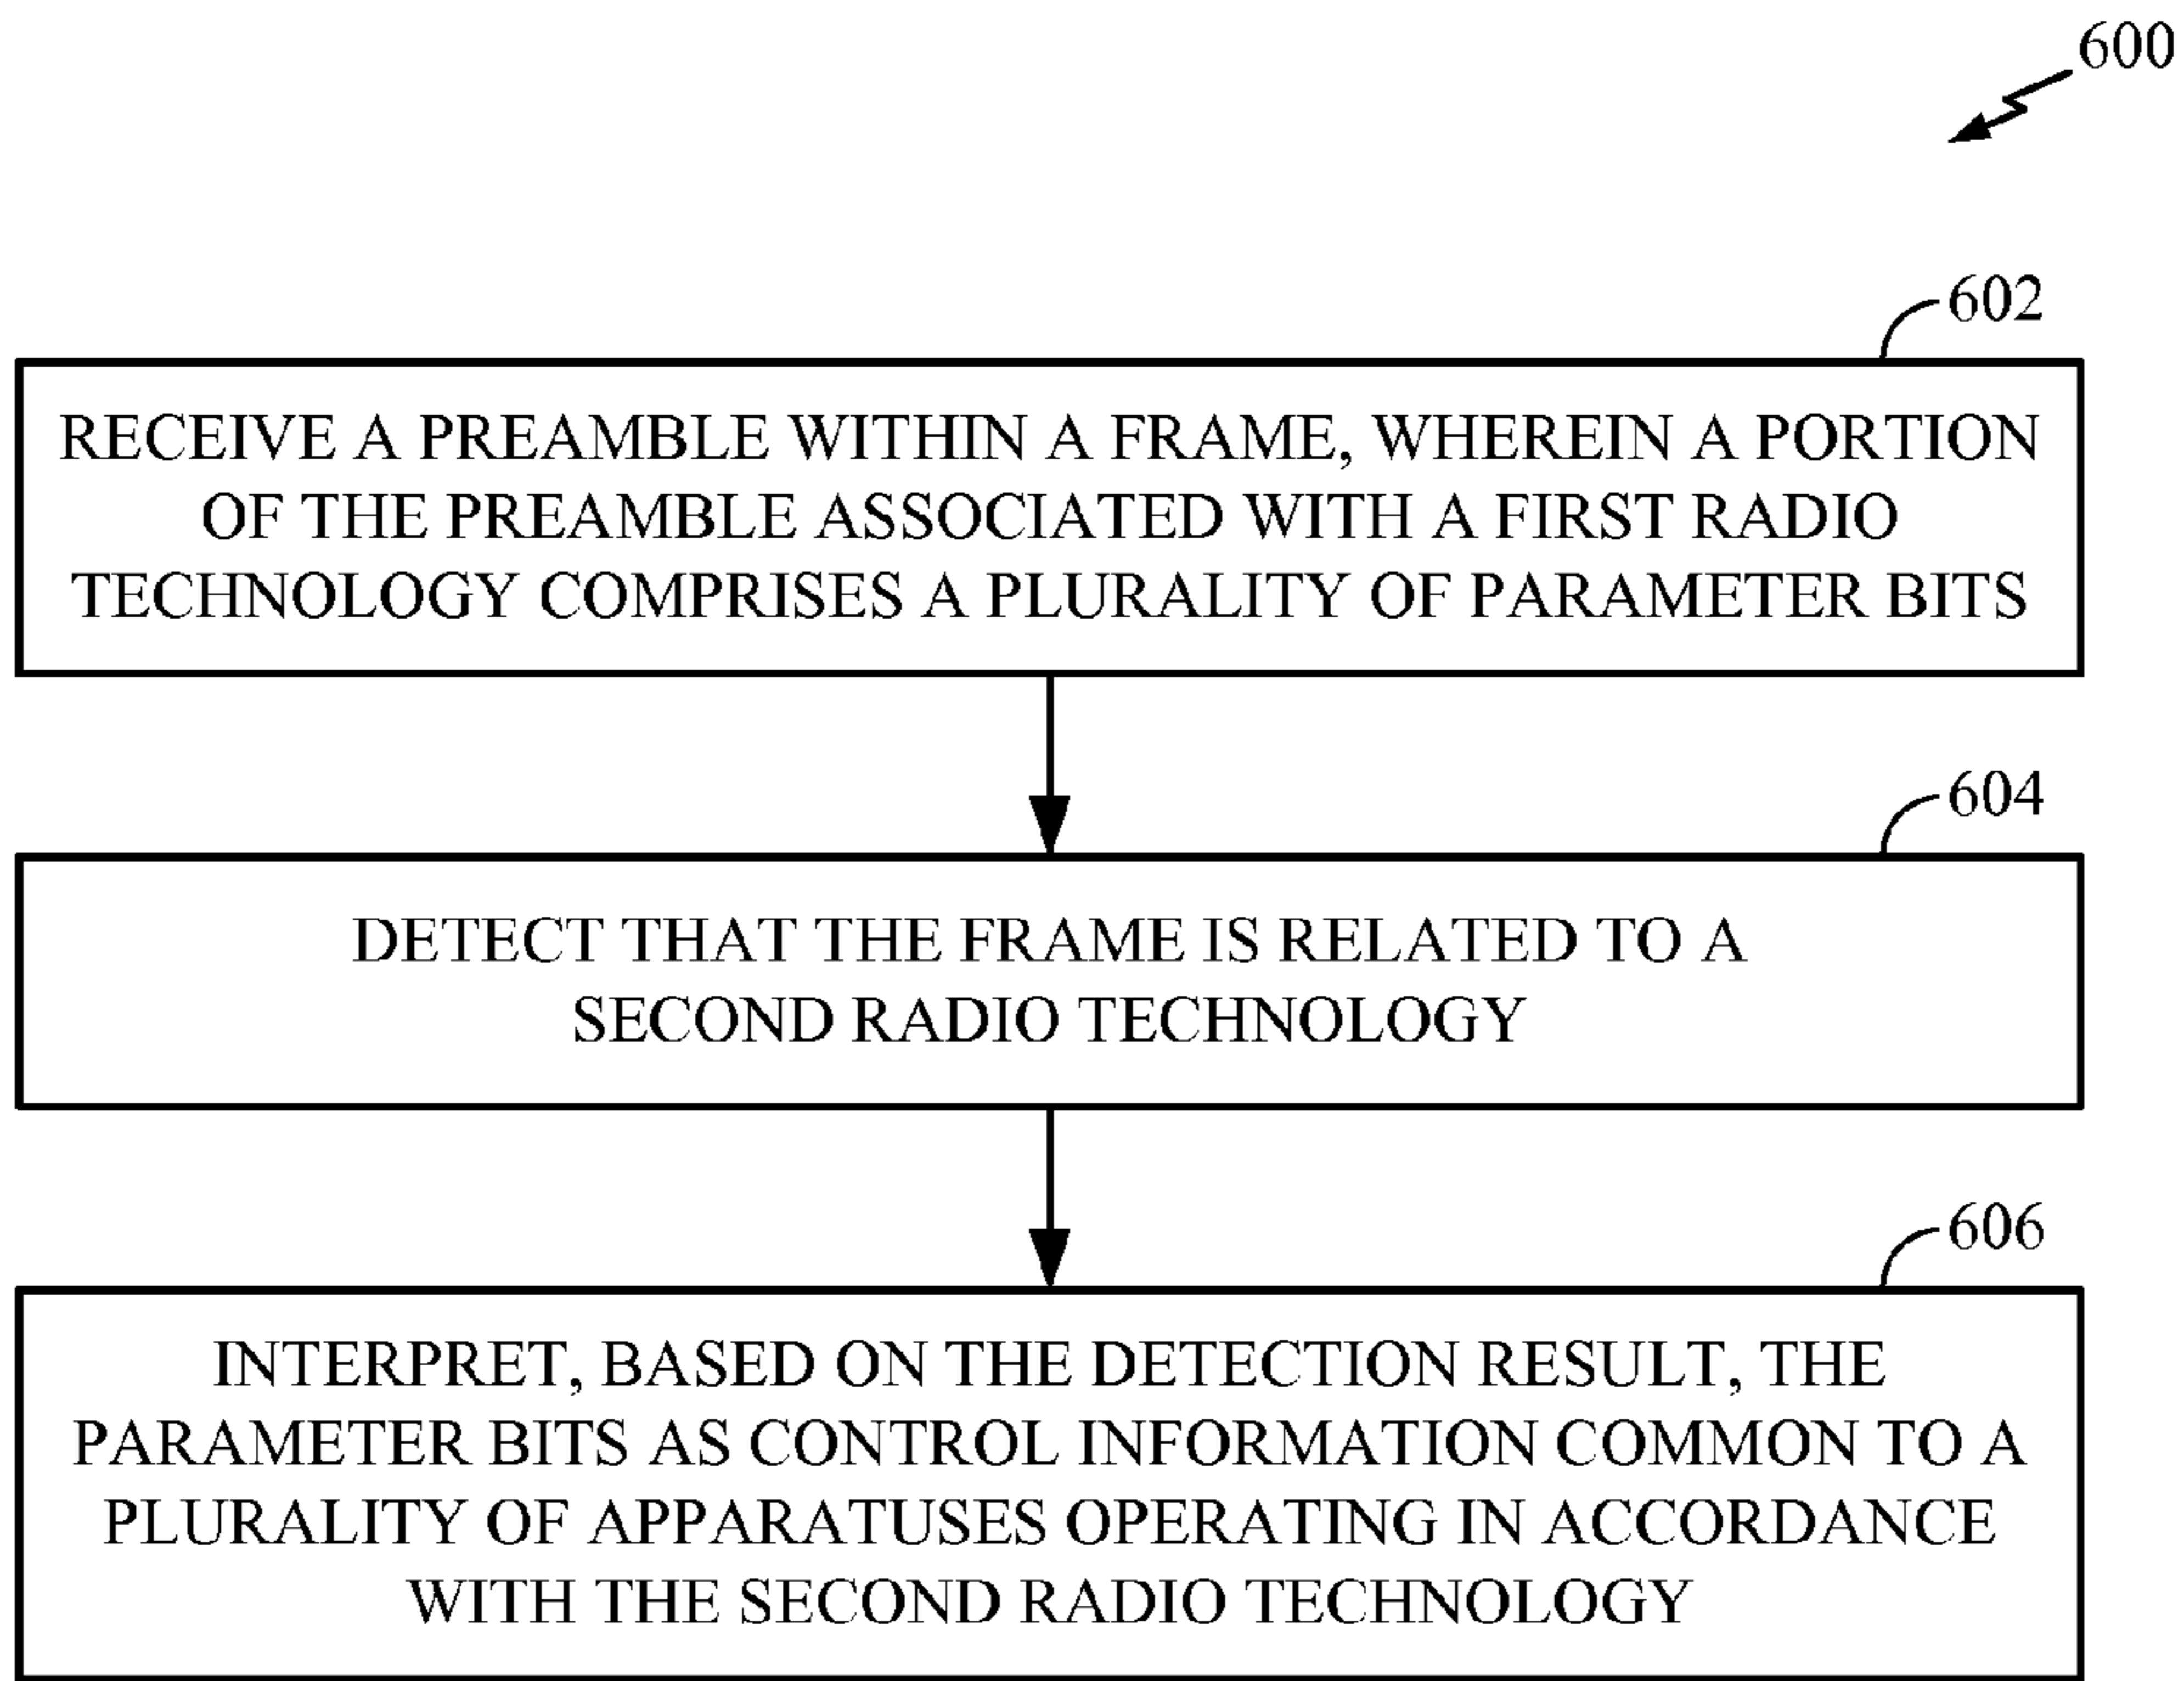 600
602
RECEIVE A PREAMBLE WITHIN A FRAME, WHEREIN A PORTION
OF THE PREAMBLE ASSOCIATED WITH A FIRST RADIO
TECHNOLOGY COMPRISES A PLURALITY OF PARAMETER BITS
604
DETECT THAT THE FRAME IS RELATED TO A
SECOND RADIO TECHNOLOGY
606
INTERPRET, BASED ON THE DETECTION RESULT, THE
PARAMETER BITS AS CONTROL INFORMATION COMMON TO A
PLURALITY OF APPARATUSES OPERATING IN ACCORDANCE
WITH THE SECOND RADIO TECHNOLOGY